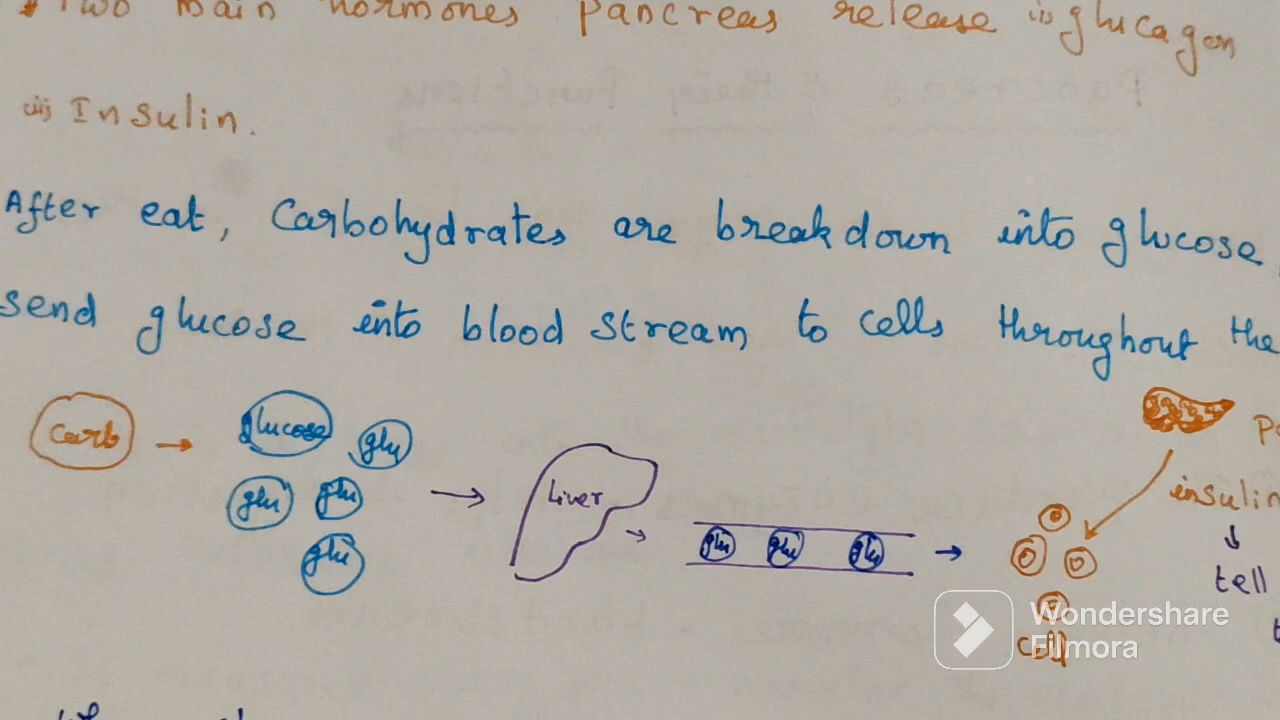 Two main hormones pancreas release (i) glucagon
(ii) Insulin.
After eat, Carbohydrates are breakdown into glucose.
send glucose into blood stream to cells throughout the
carb → glucose glu
glu glu
glu
→ Liver → glu glu glu →
insulin
↓
tell
cell
Wondershare
Filmora